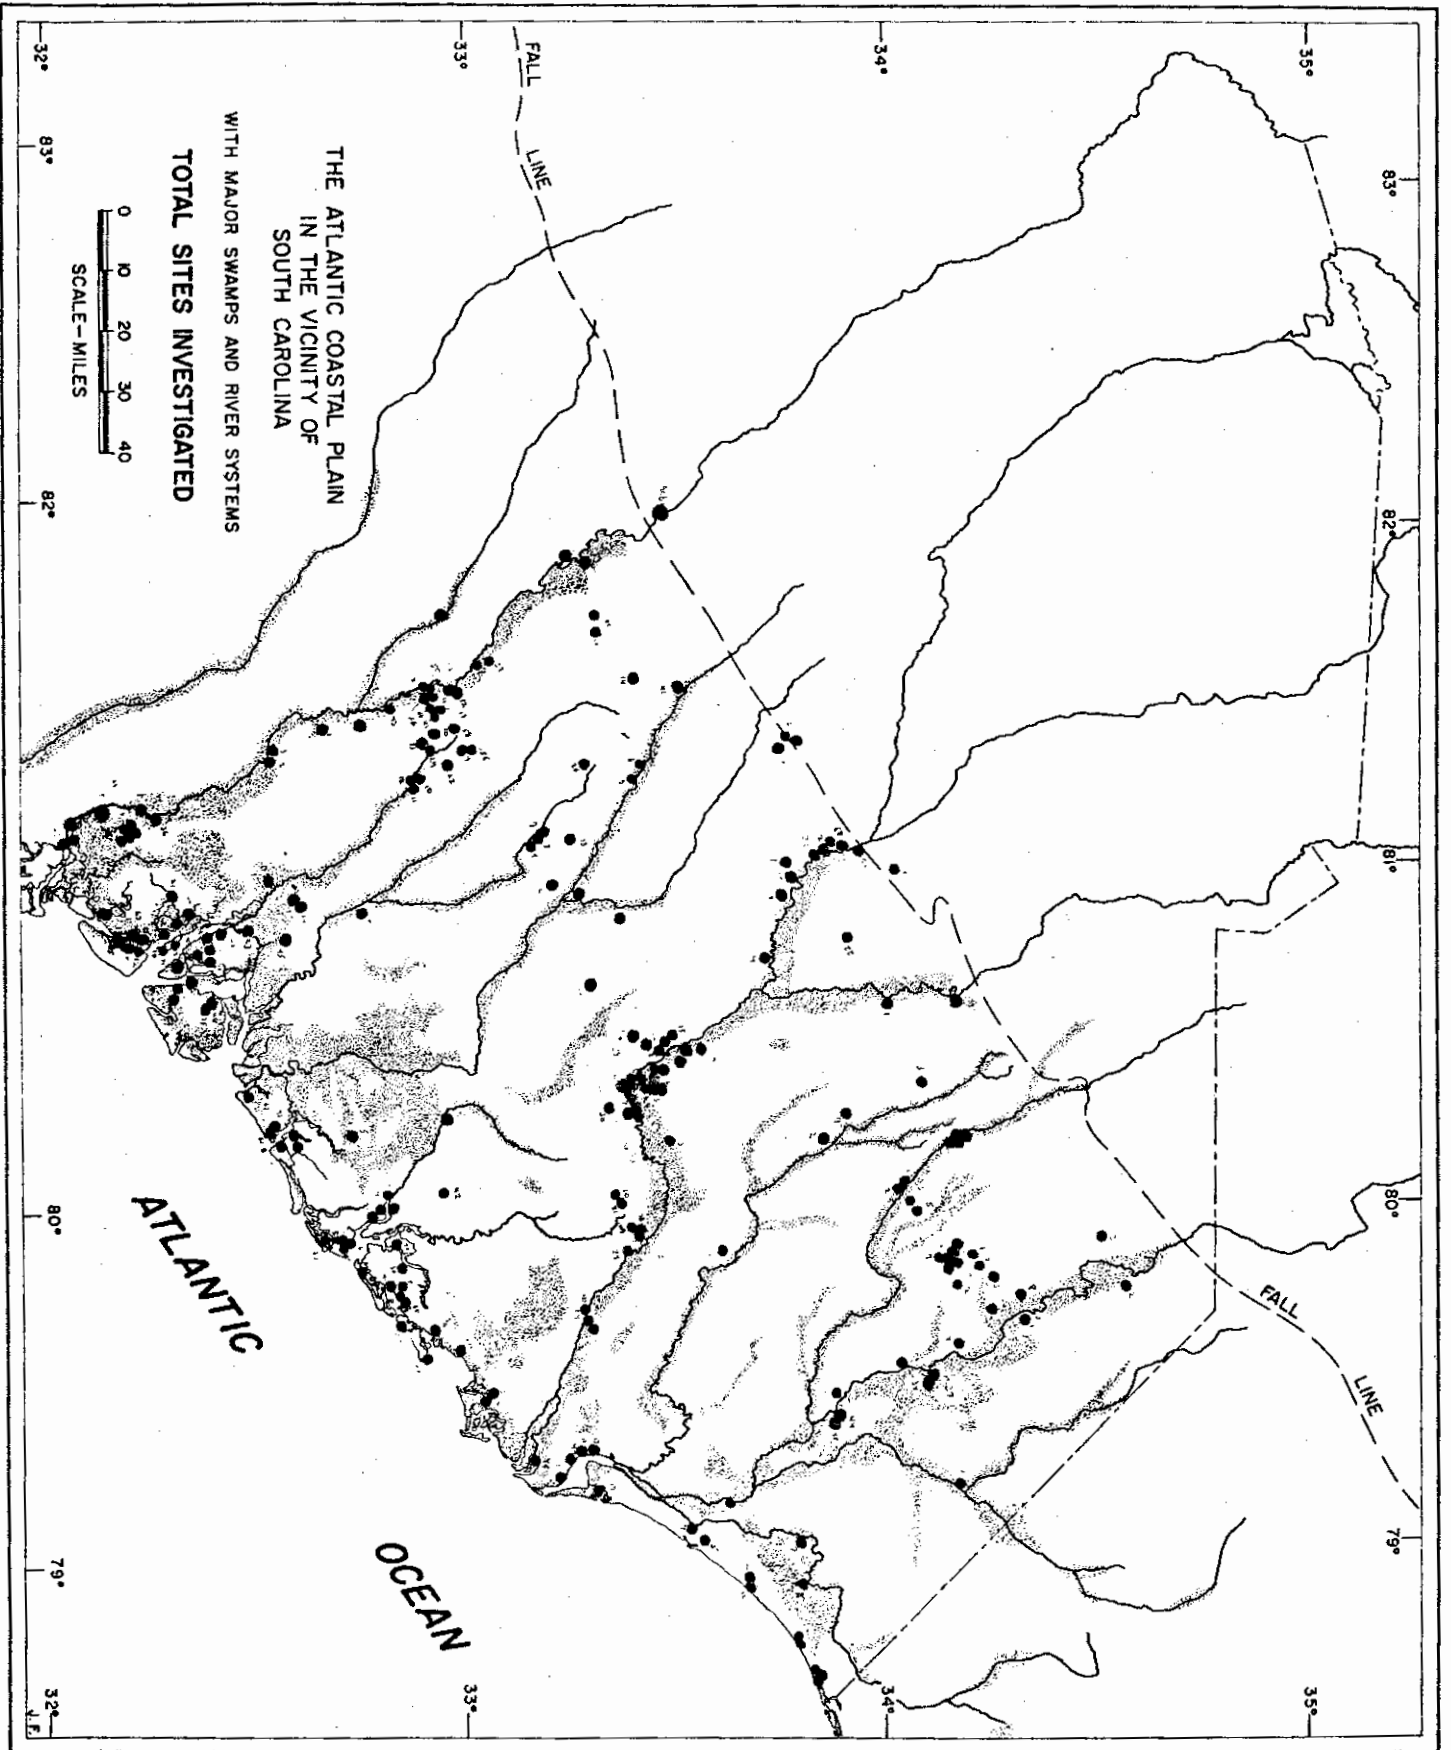 83°
82°
81°
80°
79°
35°
35°
34°
34°
33°
33°
32°
32°
83°
82°
80°
79°
FALL
LINE
FALL
LINE
THE ATLANTIC COASTAL PLAIN
IN THE VICINITY OF
SOUTH CAROLINA
WITH MAJOR SWAMPS AND RIVER SYSTEMS
TOTAL SITES INVESTIGATED
0 10 20 30 40
SCALE—MILES
ATLANTIC
OCEAN
J.F.